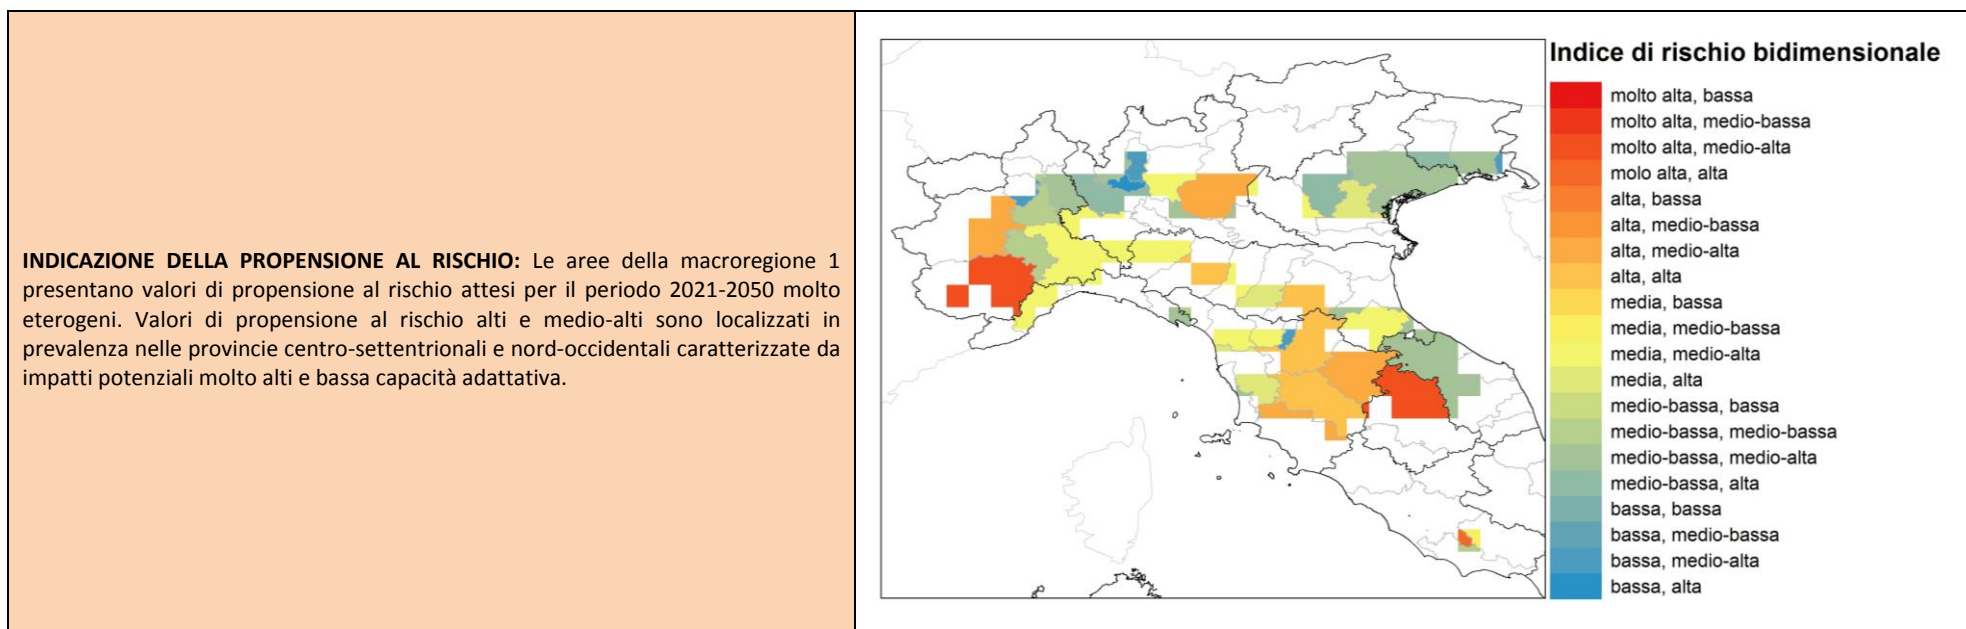 INDICAZIONE DELLA PROPENSIONE AL RISCHIO: Le aree della macroregione 1
presentano valori di propensione al rischio attesi per il periodo 2021-2050 molto
eterogeni. Valori di propensione al rischio alti e medio-alti sono localizzati in
prevalenza nelle provincie centro-settentrionali e nord-occidentali caratterizzate da
impatti potenziali molto alti e bassa capacità adattativa.
Indice di rischio bidimensionale
molto alta, bassa
molto alta, medio-bassa
molto alta, medio-alta
molo alta, alta
alta, bassa
alta, medio-bassa
alta, medio-alta
alta, alta
media, bassa
media, medio-bassa
media, medio-alta
media, alta
medio-bassa, bassa
medio-bassa, medio-bassa
medio-bassa, medio-alta
medio-bassa, alta
bassa, bassa
bassa, medio-bassa
bassa, medio-alta
bassa, alta